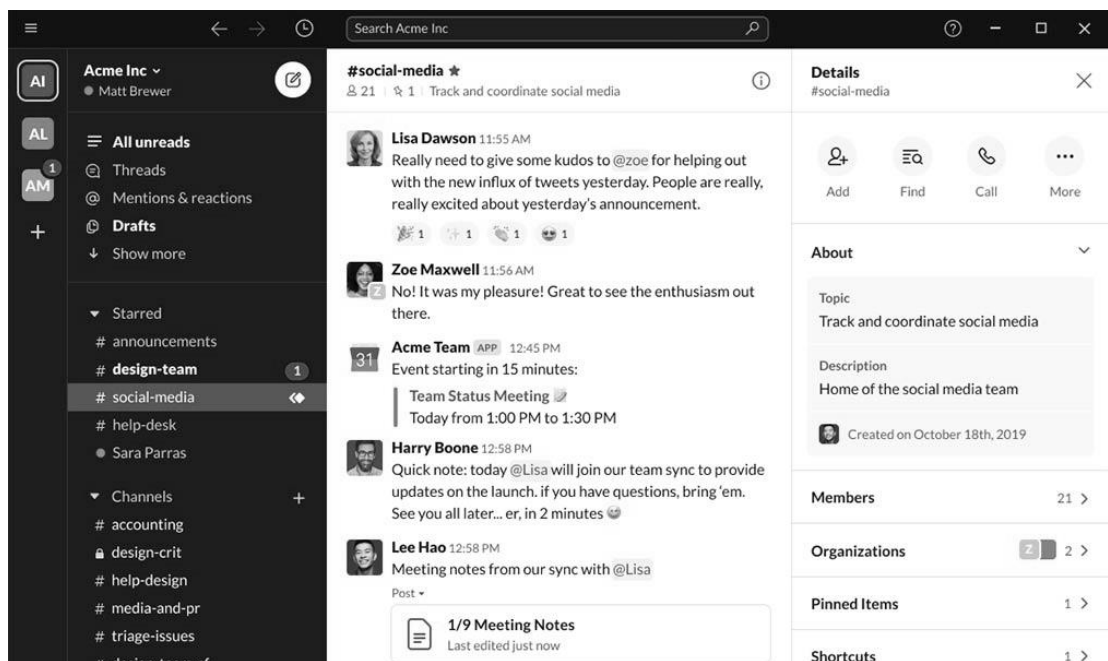 Search Acme Inc
AI
AL
1
AM
Acme Inc
Matt Brewer
All unreads
Threads
Mentions & reactions
Drafts
Show more
Starred
# announcements
# design-team 1
# social-media
# help-desk
Sara Parras
Channels +
# accounting
design-crit
# help-design
# media-and-pr
# triage-issues
#social-media
21 | 1 | Track and coordinate social media
Lisa Dawson 11:55 AM
Really need to give some kudos to @zoe for helping out
with the new influx of tweets yesterday. People are really,
really excited about yesterday’s announcement.
1 1 1 1
Zoe Maxwell 11:56 AM
Z
No! It was my pleasure! Great to see the enthusiasm out
there.
31
Acme Team APP 12:45 PM
Event starting in 15 minutes:
Team Status Meeting
Today from 1:00 PM to 1:30 PM
Harry Boone 12:58 PM
Quick note: today @Lisa will join our team sync to provide
updates on the launch. if you have questions, bring ‘em.
See you all later... er, in 2 minutes
Lee Hao 12:58 PM
Meeting notes from our sync with @Lisa
Post
1/9 Meeting Notes
Last edited just now
Details
#social-media
Add Find Call More
About
Topic
Track and coordinate social media
Description
Home of the social media team
Created on October 18th, 2019
Members 21
Organizations Z 2
Pinned Items 1
Shortcuts 1